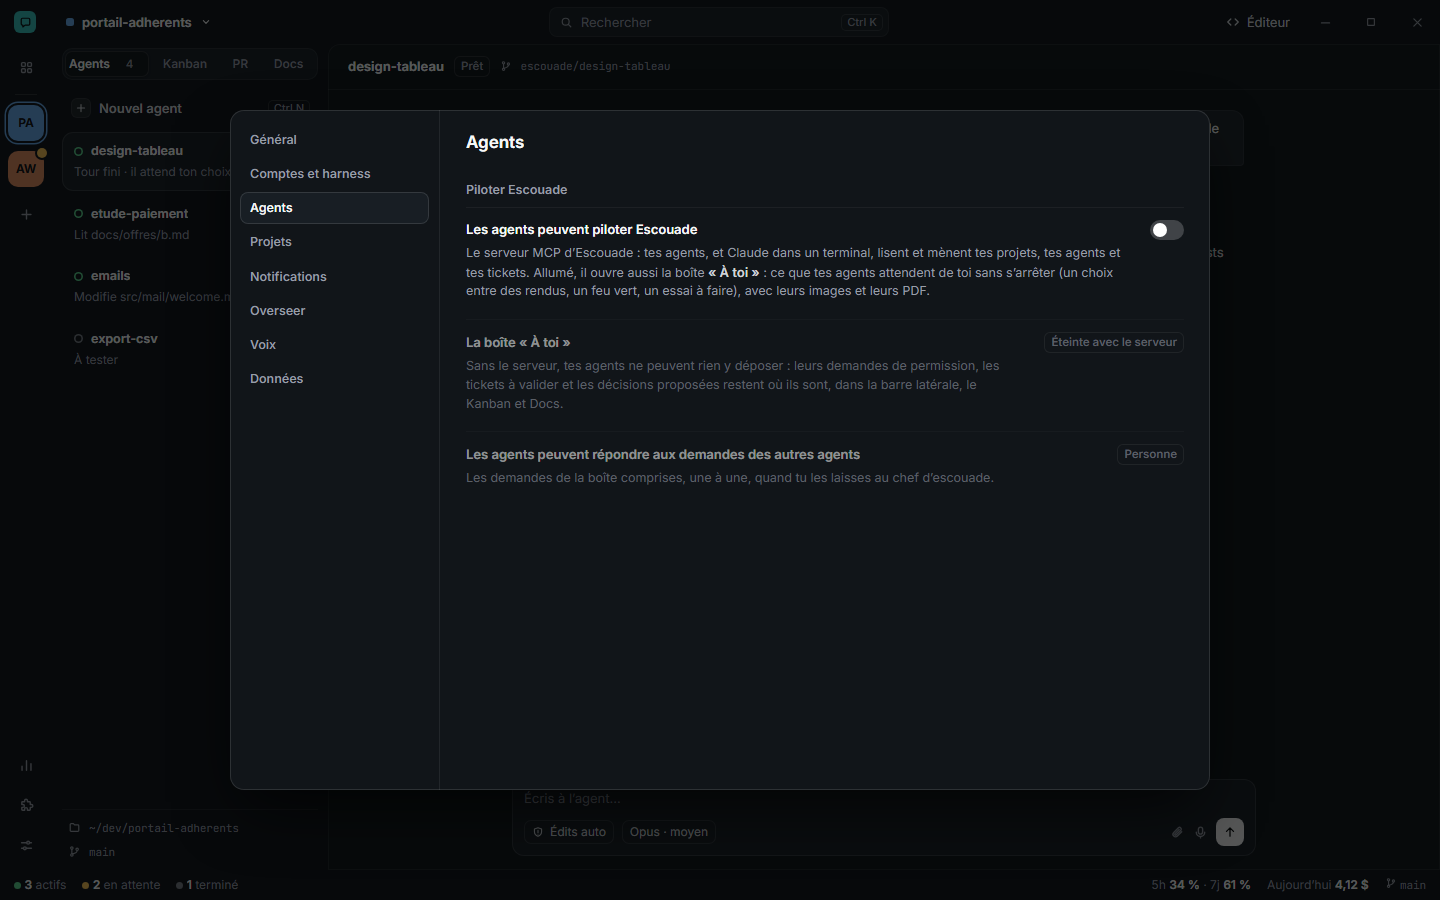 portail-adherents
Rechercher
Ctrl K
Éditeur
Agents 4
Kanban
PR
Docs
design-tableau
Prêt
escouade/design-tableau
Nouvel agent
Ctrl N
PA
AW
design-tableau
Tour fini · il attend ton choix
etude-paiement
Lit docs/offres/b.md
emails
Modifie src/mail/welcome.m
export-csv
À tester
Général
Comptes et harness
Agents
Projets
Notifications
Overseer
Voix
Données
Agents
Piloter Escouade
Les agents peuvent piloter Escouade
Le serveur MCP d’Escouade : tes agents, et Claude dans un terminal, lisent et mènent tes projets, tes agents et
tes tickets. Allumé, il ouvre aussi la boîte « À toi » : ce que tes agents attendent de toi sans s’arrêter (un choix
entre des rendus, un feu vert, un essai à faire), avec leurs images et leurs PDF.
La boîte « À toi »
Éteinte avec le serveur
Sans le serveur, tes agents ne peuvent rien y déposer : leurs demandes de permission, les
tickets à valider et les décisions proposées restent où ils sont, dans la barre latérale, le
Kanban et Docs.
Les agents peuvent répondre aux demandes des autres agents
Personne
Les demandes de la boîte comprises, une à une, quand tu les laisses au chef d’escouade.
Écris à l’agent…
Édits auto
Opus · moyen
~/dev/portail-adherents
main
3 actifs
2 en attente
1 terminé
5h 34 % · 7j 61 %
Aujourd’hui 4,12 $
main